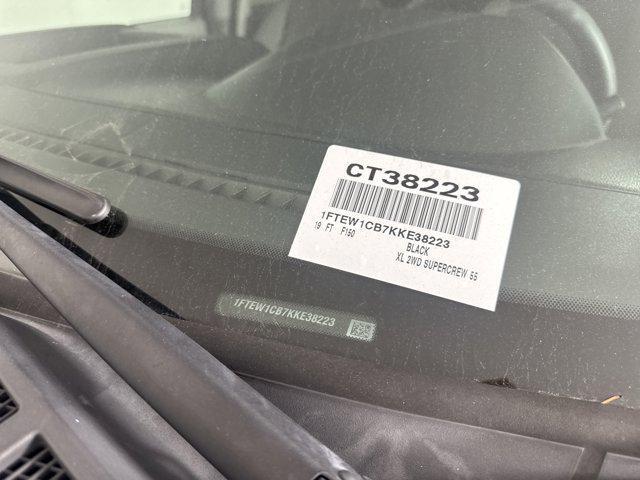 CT38223
1FTEW1CB7KKE38223
19 FT F150 BLACK
XL 2WD SUPERCREW 55
1FTEW1CB7KKE38223